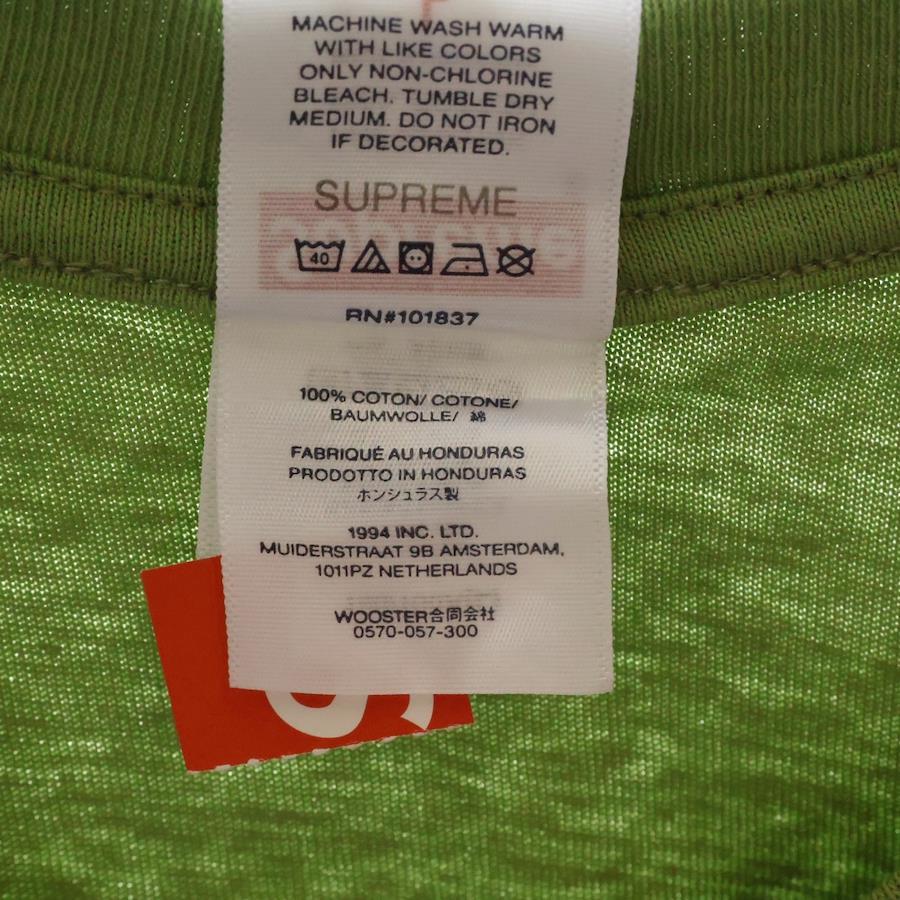 MACHINE WASH WARM
WITH LIKE COLORS
ONLY NON-CHLORINE
BLEACH. TUMBLE DRY
MEDIUM. DO NOT IRON
IF DECORATED.
SUPREME
40
RN#101837
100% COTON/ COTONE/
BAUMWOLLE/ 綿
FABRIQUÉ AU HONDURAS
PRODOTTO IN HONDURAS
ホンジュラス製
1994 INC. LTD.
MUIDERSTRAAT 9B AMSTERDAM,
1011PZ NETHERLANDS
WOOSTER合同会社
0570-057-300